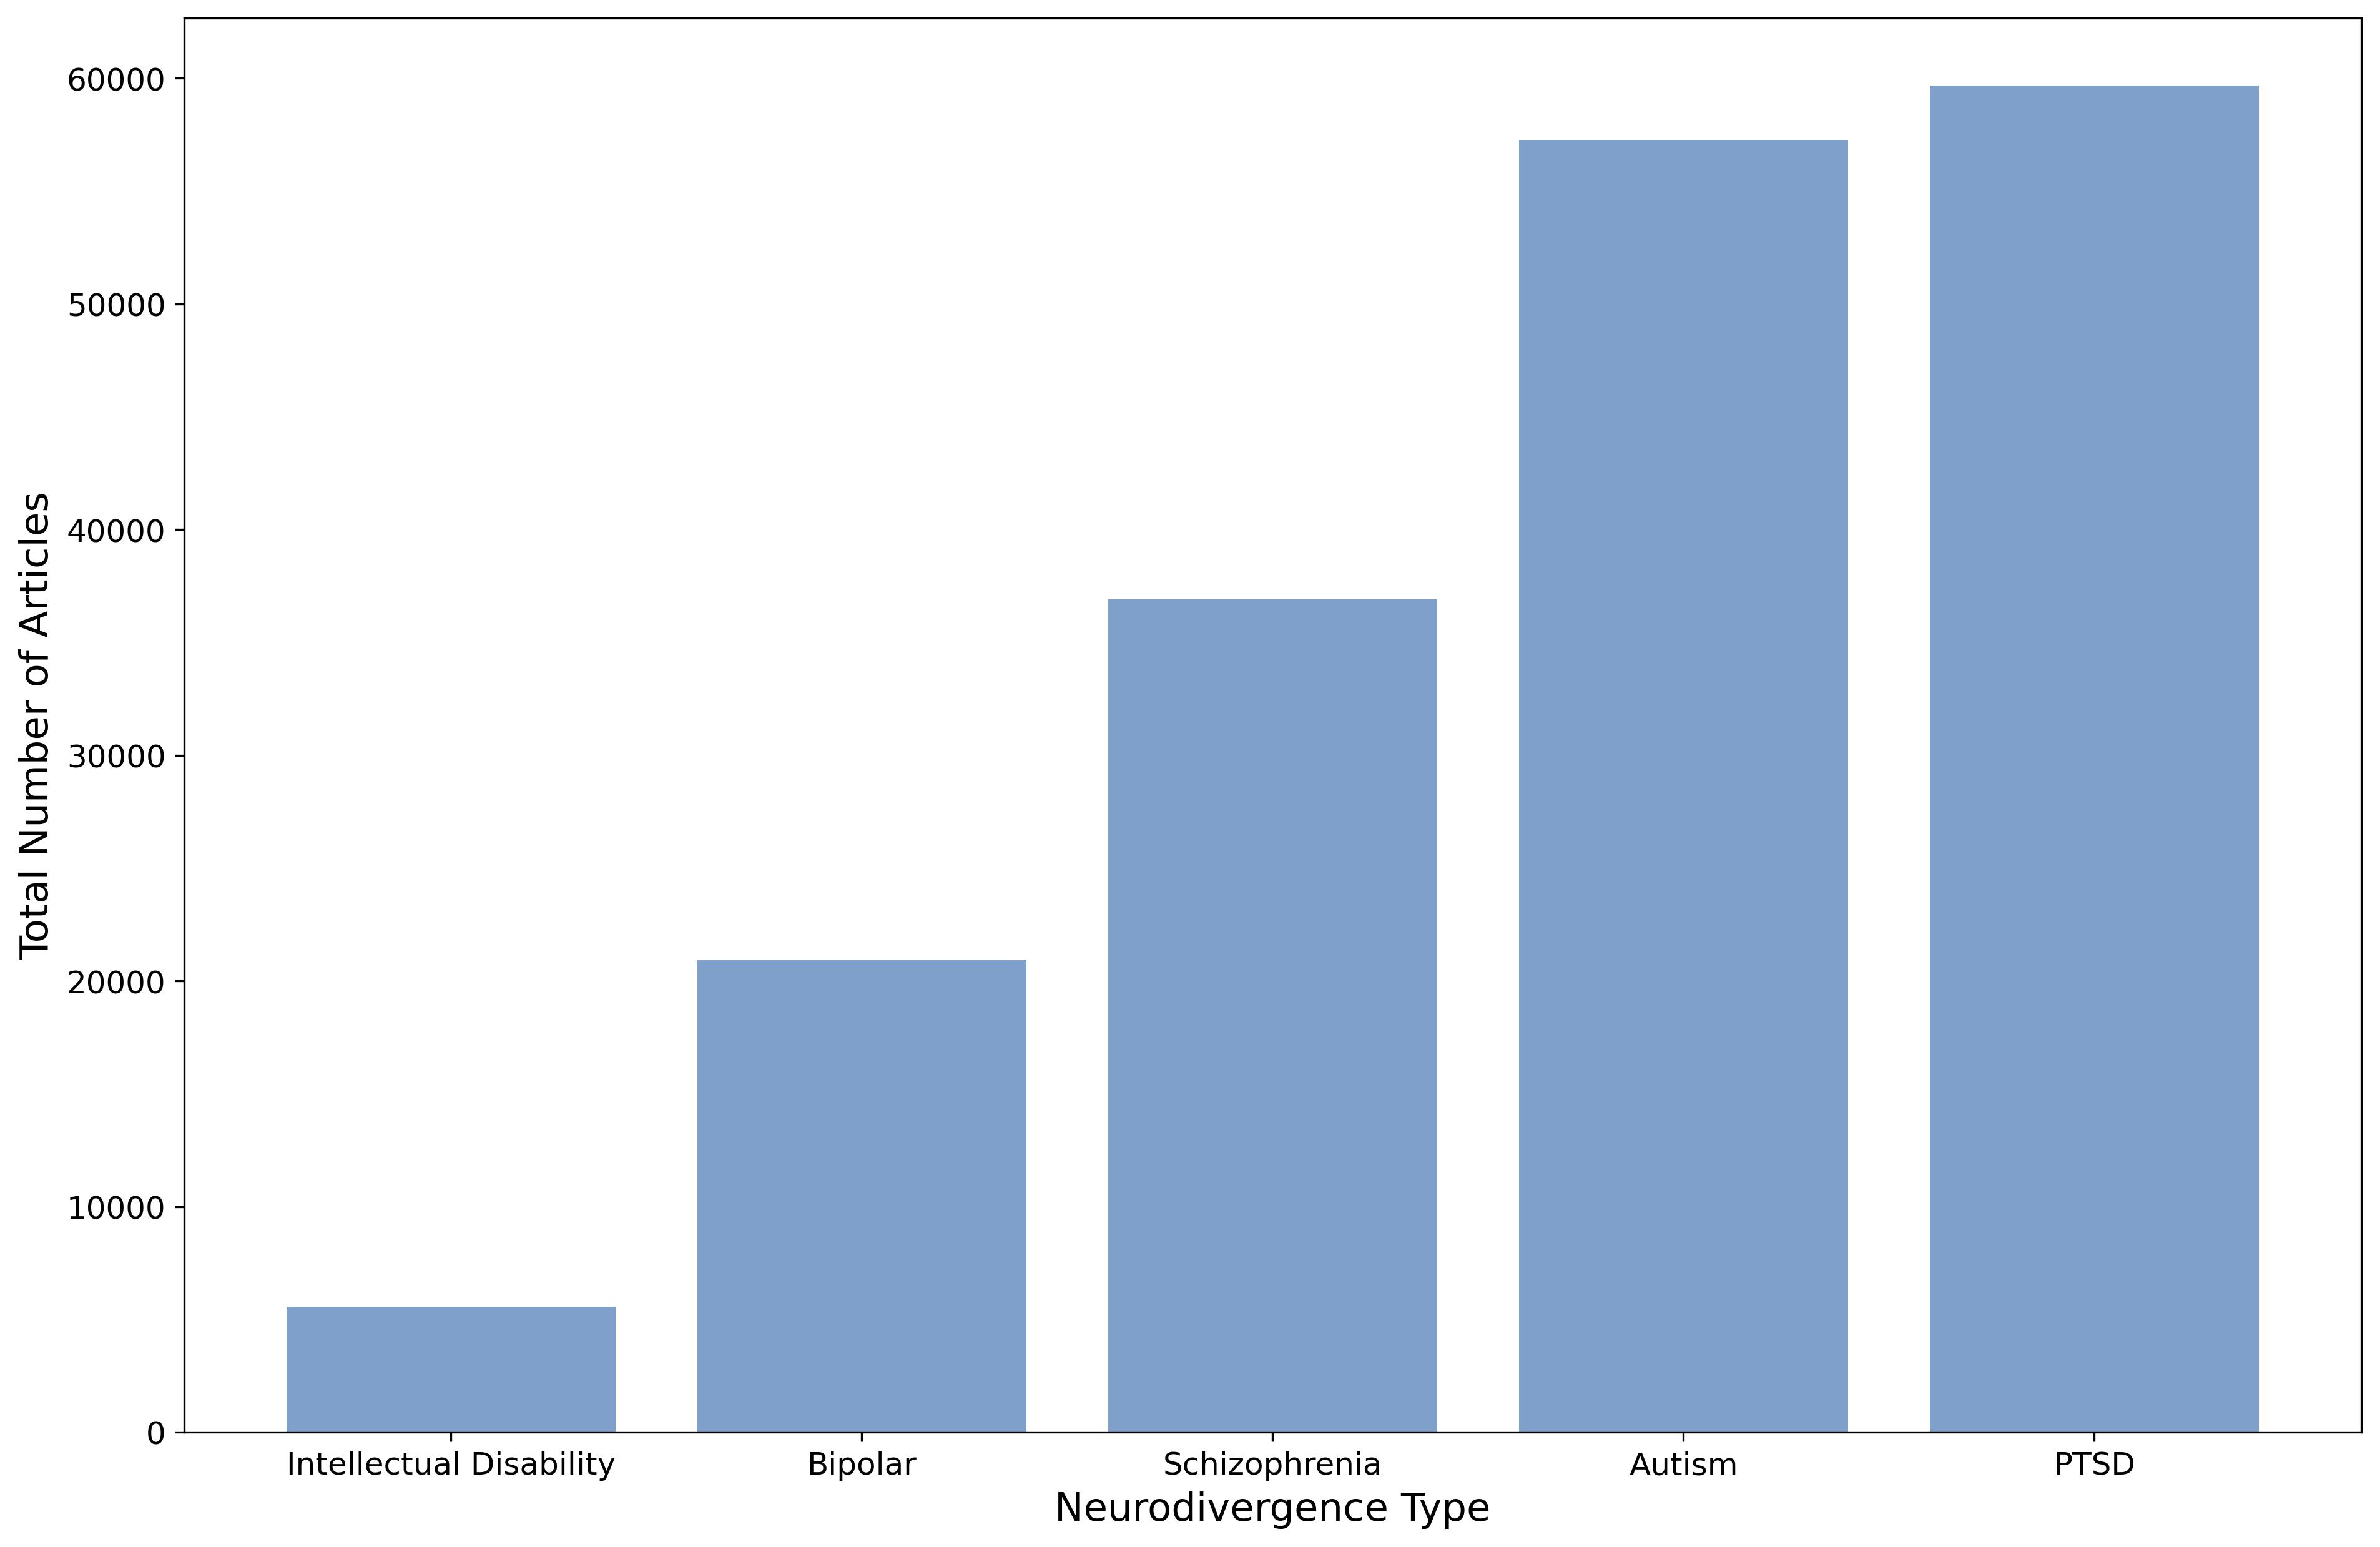 Total Number of Articles
60000
50000
40000
30000
20000
10000
0
Intellectual Disability Bipolar Schizophrenia Autism PTSD
Neurodivergence Type